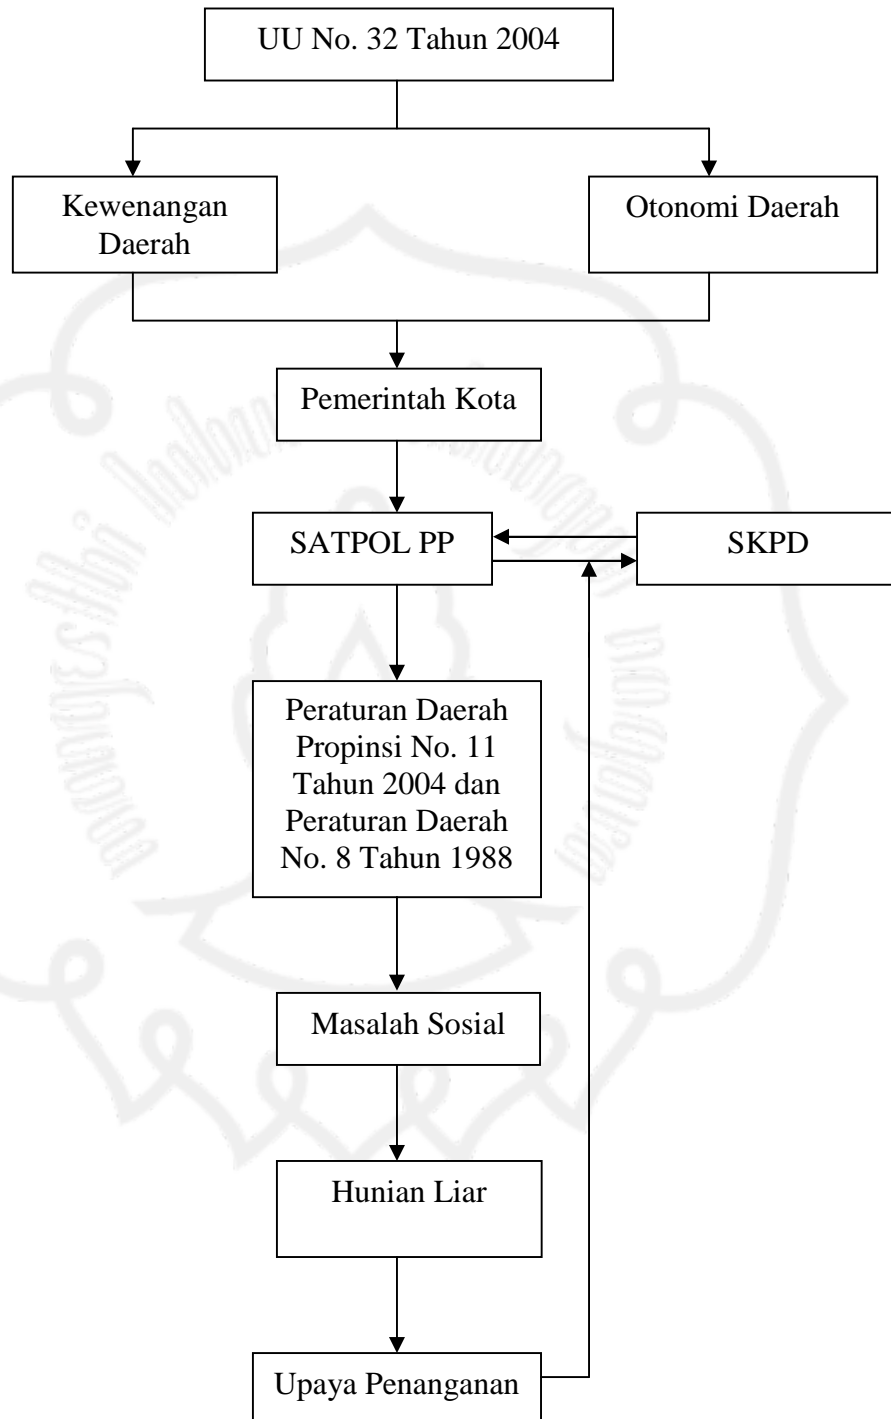 UU No. 32 Tahun 2004
Kewenangan
Daerah
Otonomi Daerah
Pemerintah Kota
SATPOL PP
SKPD
Peraturan Daerah
Propinsi No. 11
Tahun 2004 dan
Peraturan Daerah
No. 8 Tahun 1988
Masalah Sosial
Hunian Liar
Upaya Penanganan